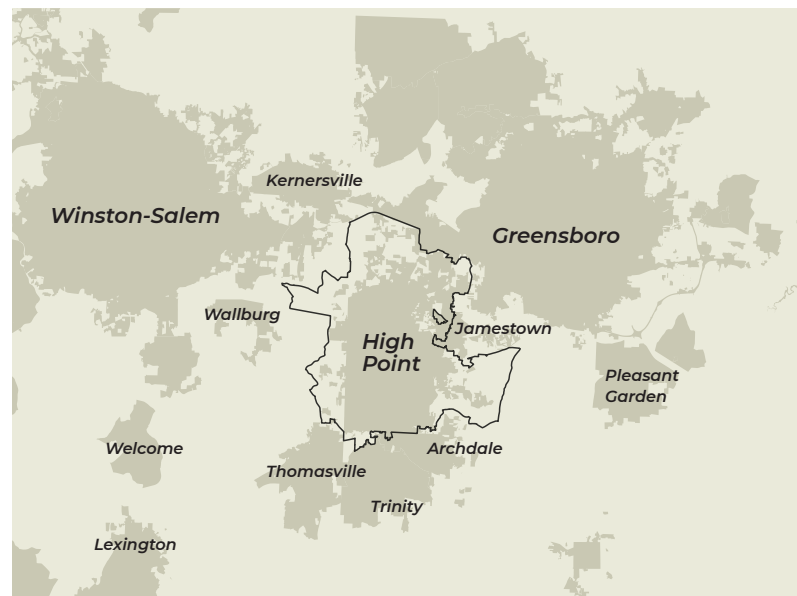 Kernersville
Winston-Salem
Greensboro
Wallburg
Jamestown
High
Point
Pleasant
Garden
Welcome
Archdale
Thomasville
Trinity
Lexington